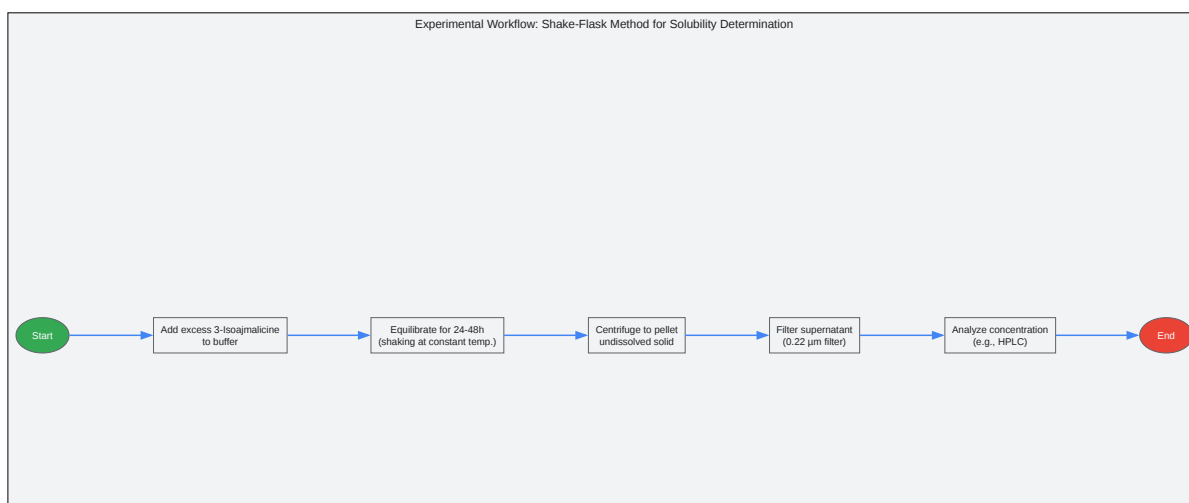 Experimental Workflow: Shake-Flask Method for Solubility Determination
Start
Add excess 3-Isoajmalicine
to buffer
Equilibrate for 24-48h
(shaking at constant temp.)
Centrifuge to pellet
undissolved solid
Filter supernatant
(0.22 µm filter)
Analyze concentration
(e.g., HPLC)
End